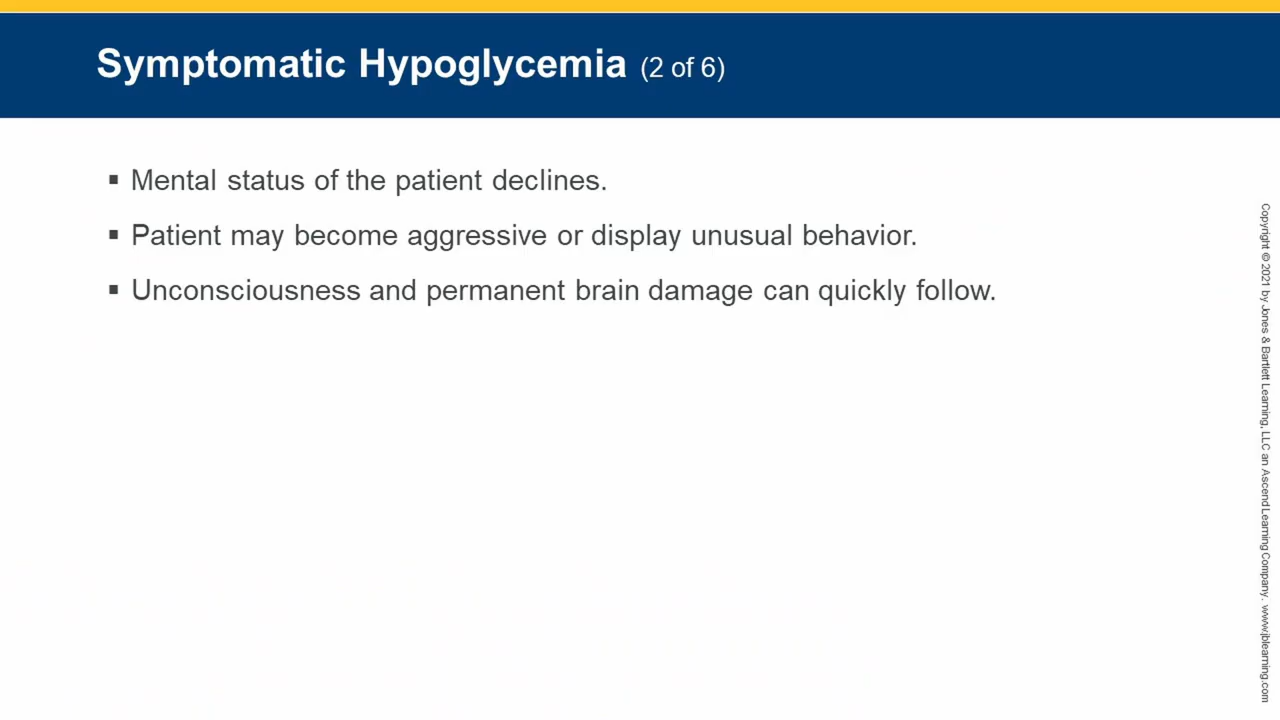 Symptomatic Hypoglycemia (2 of 6)
▪ Mental status of the patient declines.
▪ Patient may become aggressive or display unusual behavior.
▪ Unconsciousness and permanent brain damage can quickly follow.
Copyright © 2021 by Jones & Bartlett Learning, LLC an Ascend Learning Company. www.jblearning.com